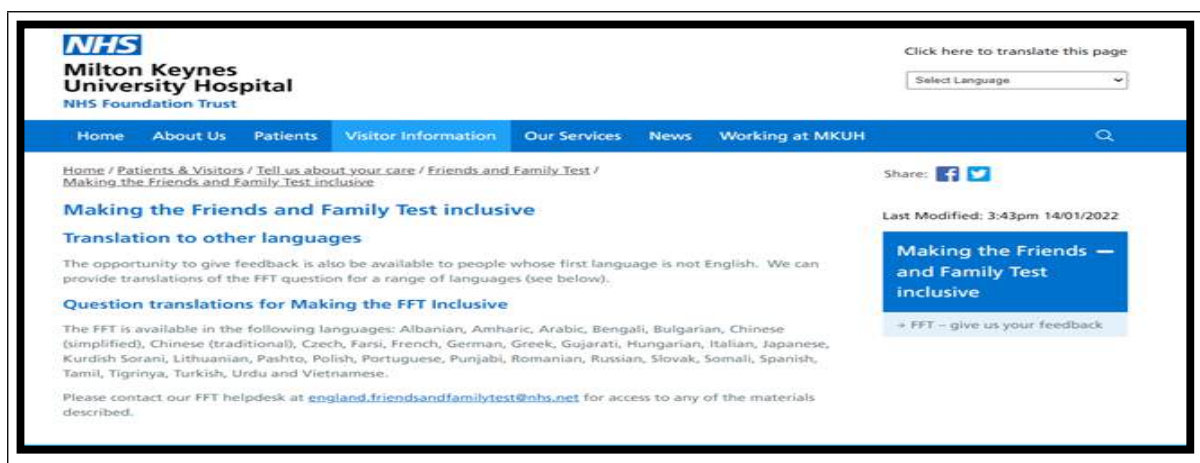 NHS
Milton Keynes
University Hospital
NHS Foundation Trust
Click here to translate this page
Select Language
Home About Us Patients Visitor Information Our Services News Working at MKUH
Home / Patients & Visitors / Tell us about your care / Friends and Family Test /
Making the Friends and Family Test inclusive
Making the Friends and Family Test inclusive
Translation to other languages
The opportunity to give feedback is also be available to people whose first language is not English. We can
provide translations of the FFT question for a range of languages (see below).
Question translations for Making the FFT Inclusive
The FFT is available in the following languages: Albanian, Amharic, Arabic, Bengali, Bulgarian, Chinese
(simplified), Chinese (traditional), Czech, Farsi, French, German, Greek, Gujarati, Hungarian, Italian, Japanese,
Kurdish Sorani, Lithuanian, Pashto, Polish, Portuguese, Punjabi, Romanian, Russian, Slovak, Somali, Spanish,
Tamil, Tigrinya, Turkish, Urdu and Vietnamese.
Please contact our FFT helpdesk at england.friendsandfamilytest@nhs.net for access to any of the materials
described.
Share:
Last Modified: 3:43pm 14/01/2022
Making the Friends
and Family Test
inclusive
→ FFT – give us your feedback